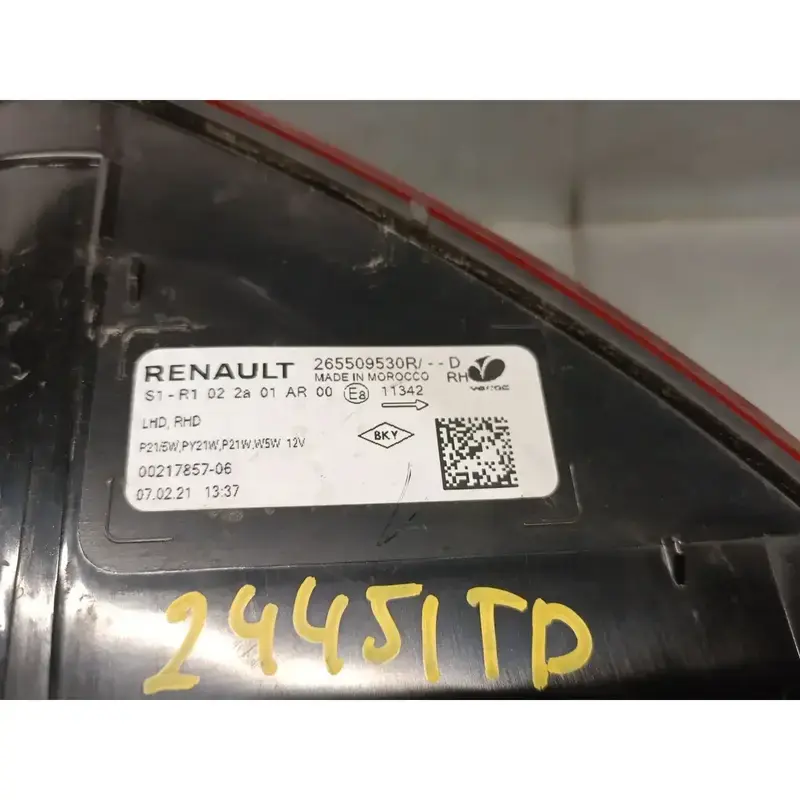 RENAULT 265509530R/--D
MADE IN MOROCCO RH
S1-R1 02 2a 01 AR 00 Ea 11342
LHD, RHD
P21/5W,PY21W,P21W,W5W 12V
BKY
00217857-06
07.02.21 13:37
24451TD